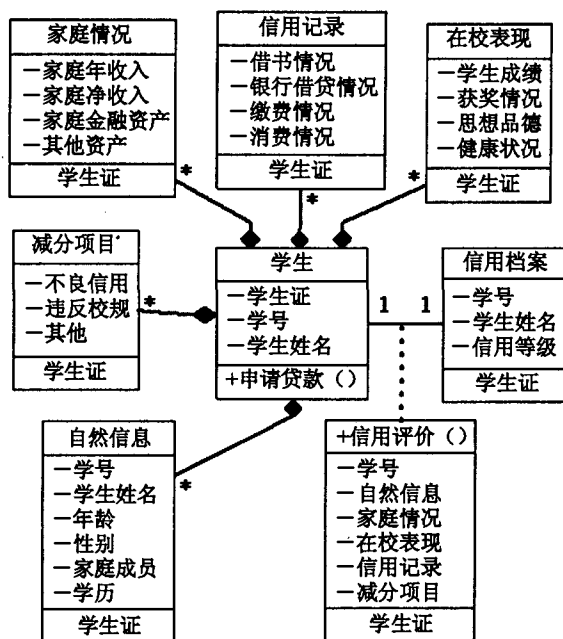 家庭情况
—家庭年收入
—家庭净收入
—家庭金融资产
—其他资产
学生证
*
信用记录
—借书情况
—银行借贷情况
—缴费情况
—消费情况
学生证
*
在校表现
—学生成绩
—获奖情况
—思想品德
—健康状况
学生证
*
减分项目
—不良信用
—违反校规
—其他
学生证
*
学生
—学生证
—学号
—学生姓名
+申请贷款（）
1 1
信用档案
—学号
—学生姓名
—信用等级
学生证
自然信息
—学号
—学生姓名
—年龄
—性别
—家庭成员
—学历
学生证
*
+信用评价（）
—学号
—自然信息
—家庭情况
—在校表现
—信用记录
—减分项目
学生证